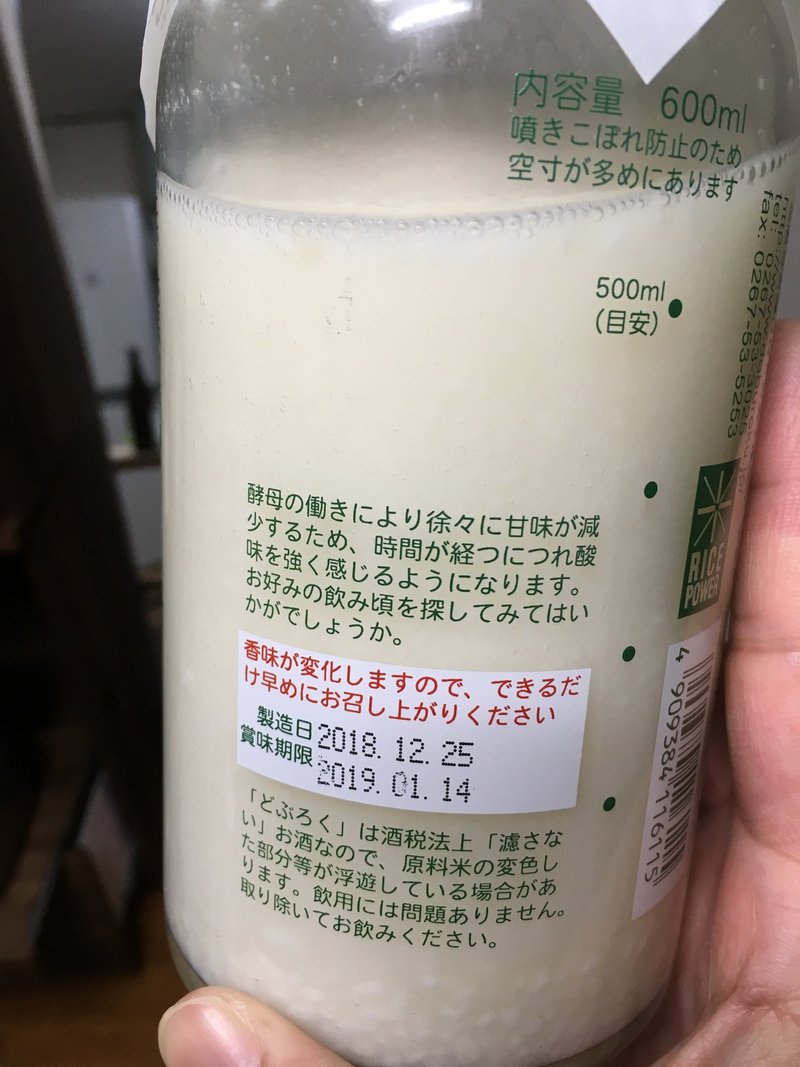 内容量 600ml
噴きこぼれ防止のため
空寸が多めにあります
500ml
(目安)
tel: 0267-53-3025
fax: 0267-53-5253
酵母の働きにより徐々に甘味が減
少するため、時間が経つにつれ酸
味を強く感じるようになります。
お好みの飲み頃を探してみてはい
かがでしょうか。
RICE
POWER
香味が変化しますので、できるだ
け早めにお召し上がりください
製造日 2018.12.25
賞味期限 2019.01.14
4 909384 116115
「どぶろく」は酒税法上「濾さな
い」お酒なので、原料米の変色し
た部分等が浮遊している場合があ
ります。飲用には問題ありません。
取り除いてお飲みください。